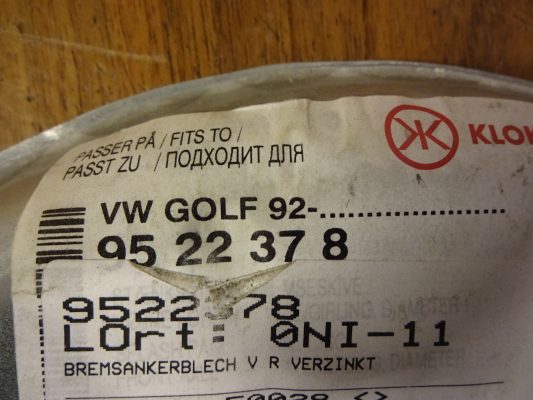 PASSER PÅ / FITS TO /
PASST ZU / ПОДХОДИТ ДЛЯ
KLOK
VW GOLF 92-......................
95 22 37 8
9522378
LOrt: 0NI-11
BREMSANKERBLECH V R VERZINKT